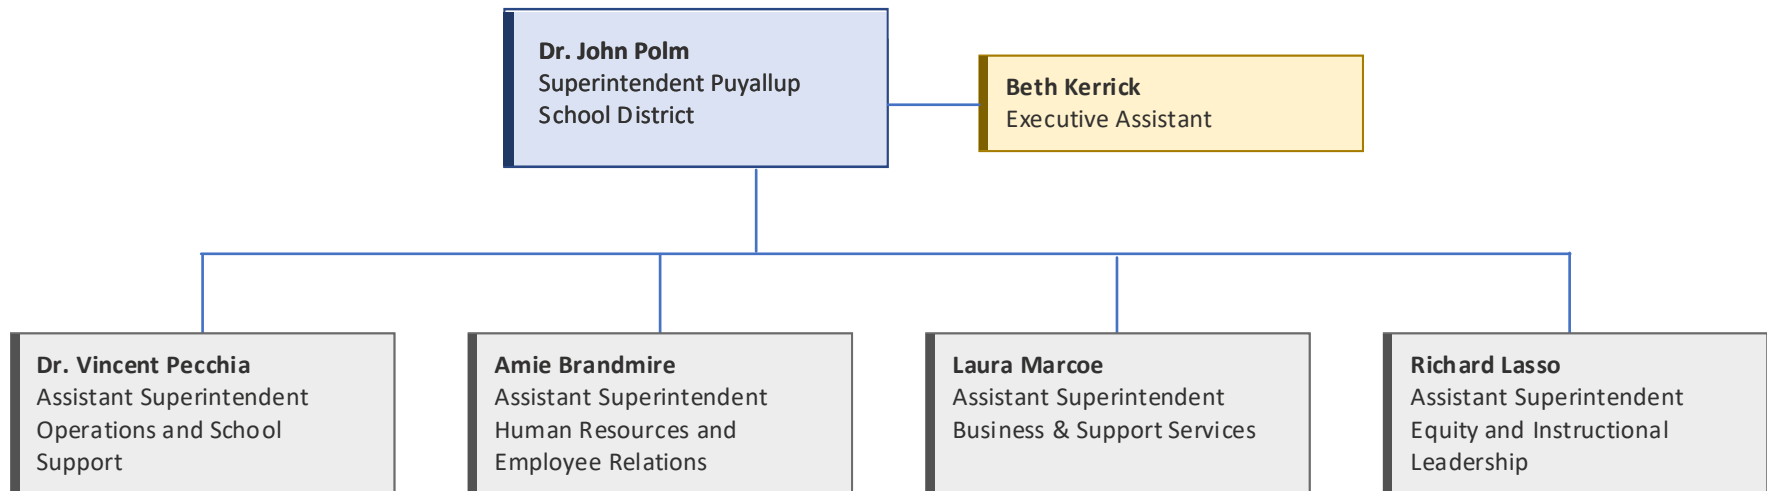 Dr. John Polm
Superintendent Puyallup
School District
Beth Kerrick
Executive Assistant
Dr. Vincent Pecchia
Assistant Superintendent
Operations and School
Support
Amie Brandmire
Assistant Superintendent
Human Resources and
Employee Relations
Laura Marcoe
Assistant Superintendent
Business & Support Services
Richard Lasso
Assistant Superintendent
Equity and Instructional
Leadership